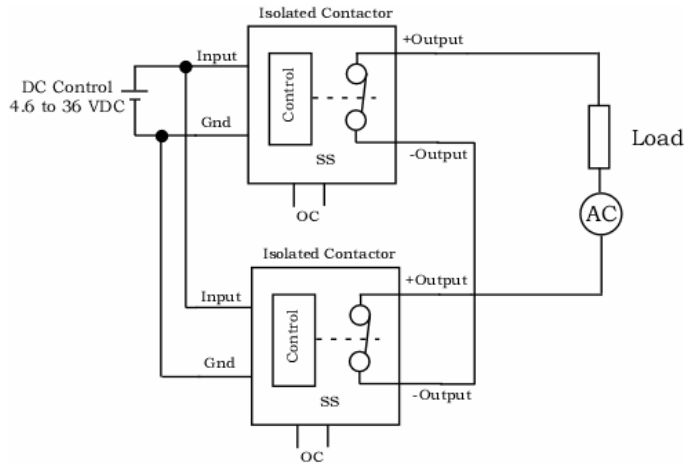 Isolated Contactor
Input
+Output
DC Control
4.6 to 36 VDC
Control
Gnd
-Output
SS
OC
Load
AC
Isolated Contactor
Input
+Output
Control
Gnd
-Output
SS
OC